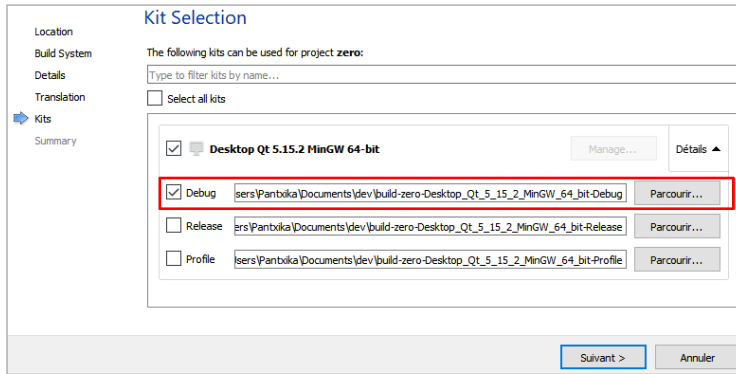 Kit Selection
Location
Build System
Details
Translation
Kits
Summary
The following kits can be used for project zero:
Type to filter kits by name...
Select all kits
Desktop Qt 5.15.2 MinGW 64-bit
Manage...
Détails
Debug
sers\Pantxika\Documents\dev\build-zero-Desktop_Qt_5_15_2_MinGW_64_bit-Debug
Parcourir...
Release
ers\Pantxika\Documents\dev\build-zero-Desktop_Qt_5_15_2_MinGW_64_bit-Release
Parcourir...
Profile
Jsers\Pantxika\Documents\dev\build-zero-Desktop_Qt_5_15_2_MinGW_64_bit-Profile
Parcourir...
Suivant >
Annuler